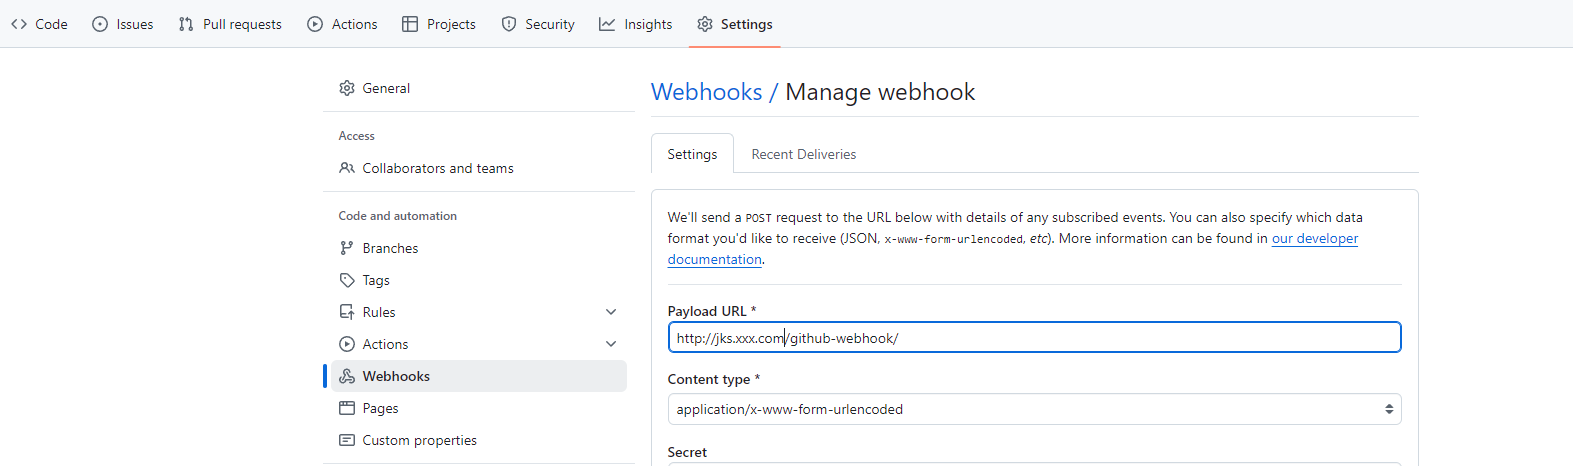 Code Issues Pull requests Actions Projects Security Insights Settings
General
Access
Collaborators and teams
Code and automation
Branches
Tags
Rules
Actions
Webhooks
Pages
Custom properties
Webhooks / Manage webhook
Settings Recent Deliveries
We'll send a POST request to the URL below with details of any subscribed events. You can also specify which data
format you'd like to receive (JSON, x-www-form-urlencoded, etc). More information can be found in our developer
documentation.
Payload URL *
http://jks.xxx.com/github-webhook/
Content type *
application/x-www-form-urlencoded
Secret